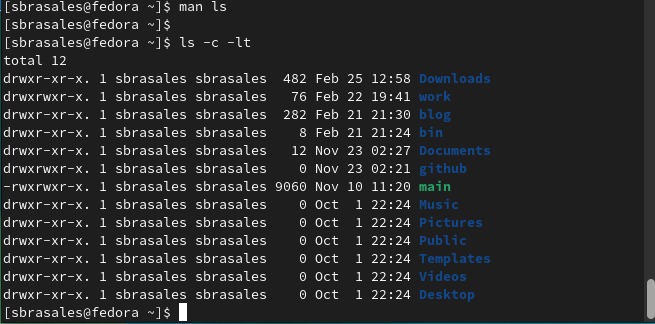 [sbrasales@fedora ~]$ man ls
[sbrasales@fedora ~]$
[sbrasales@fedora ~]$ ls -c -lt
total 12
drwxr-xr-x. 1 sbrasales sbrasales  482 Feb 25 12:58 Downloads
drwxrwxr-x. 1 sbrasales sbrasales   76 Feb 22 19:41 work
drwxr-xr-x. 1 sbrasales sbrasales  282 Feb 21 21:30 blog
drwxr-xr-x. 1 sbrasales sbrasales    8 Feb 21 21:24 bin
drwxr-xr-x. 1 sbrasales sbrasales   12 Nov 23 02:27 Documents
drwxrwxr-x. 1 sbrasales sbrasales    0 Nov 23 02:21 github
-rwxrwxr-x. 1 sbrasales sbrasales 9060 Nov 10 11:20 main
drwxr-xr-x. 1 sbrasales sbrasales    0 Oct  1 22:24 Music
drwxr-xr-x. 1 sbrasales sbrasales    0 Oct  1 22:24 Pictures
drwxr-xr-x. 1 sbrasales sbrasales    0 Oct  1 22:24 Public
drwxr-xr-x. 1 sbrasales sbrasales    0 Oct  1 22:24 Templates
drwxr-xr-x. 1 sbrasales sbrasales    0 Oct  1 22:24 Videos
drwxr-xr-x. 1 sbrasales sbrasales    0 Oct  1 22:24 Desktop
[sbrasales@fedora ~]$